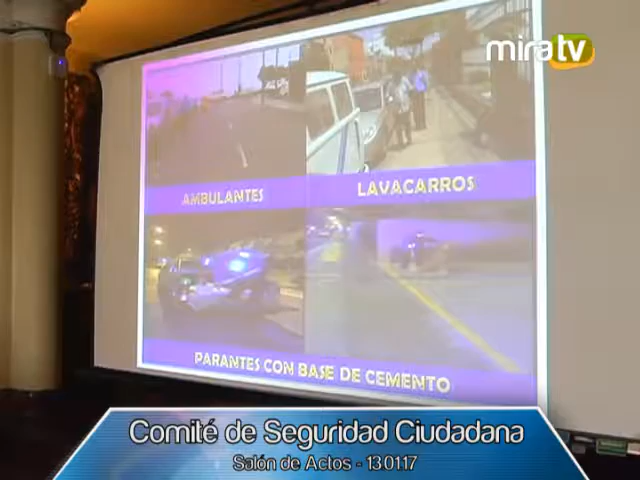 miratv
AMBULANTES
LAVACARROS
PARANTES CON BASE DE CEMENTO
Comité de Seguridad Ciudadana
Salón de Actos - 130117